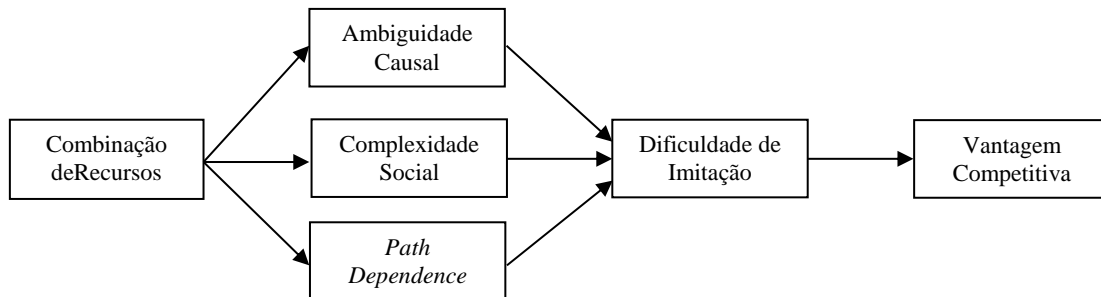 Ambiguidade
Causal
Combinação
deRecursos
Complexidade
Social
Dificuldade de
Imitação
Vantagem
Competitiva
Path
Dependence